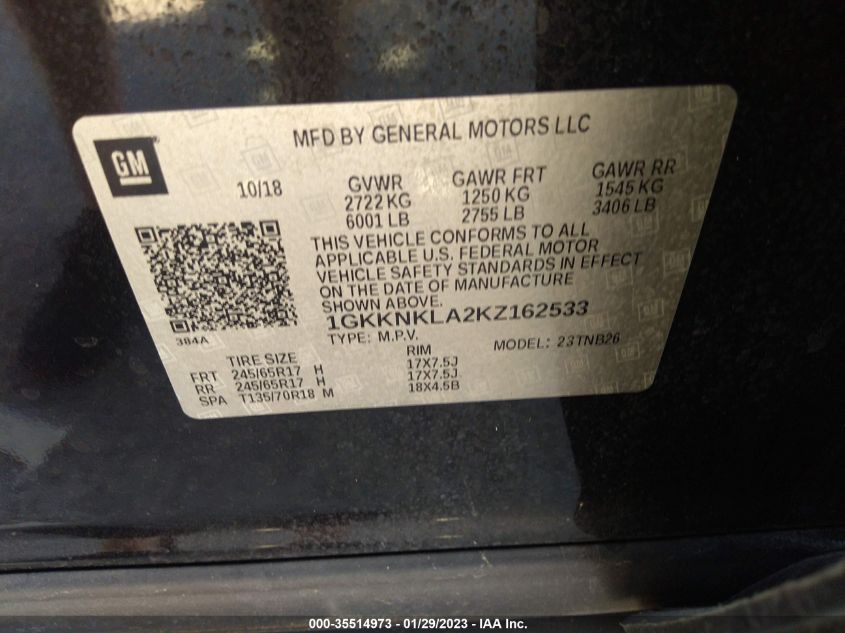 MFD BY GENERAL MOTORS LLC
GM
10/18 GVWR GAWR FRT GAWR RR
2722 KG 1250 KG 1545 KG
6001 LB 2755 LB 3406 LB
THIS VEHICLE CONFORMS TO ALL
APPLICABLE U.S. FEDERAL MOTOR
VEHICLE SAFETY STANDARDS IN EFFECT
ON THE DATE OF MANUFACTURE
SHOWN ABOVE.
1GKKNKLA2KZ162533
384A
TYPE: M.P.V. MODEL: 23TNB26
TIRE SIZE RIM
FRT 245/65R17 H 17X7.5J
RR 245/65R17 H 17X7.5J
SPA T135/70R18 M 18X4.5B
000-35514973 - 01/29/2023 - IAA Inc.